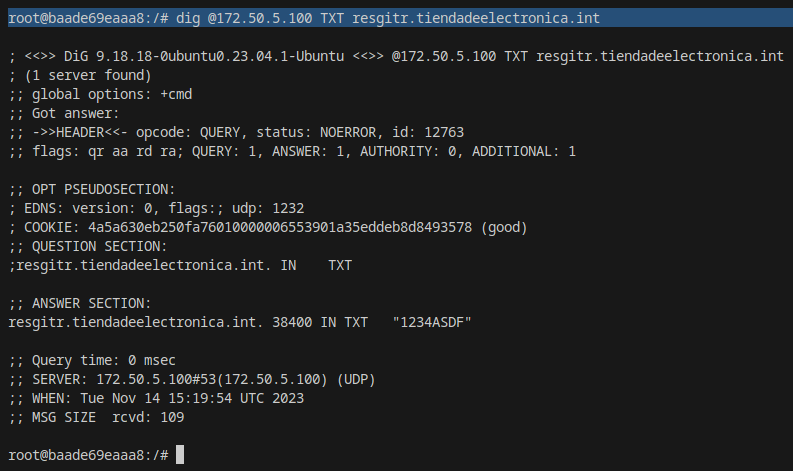 root@baade69eaaa8:/# dig @172.50.5.100 TXT resgitr.tiendadeelectronica.int
; <<>> DiG 9.18.18-0ubuntu0.23.04.1-Ubuntu <<>> @172.50.5.100 TXT resgitr.tiendadeelectronica.int
; (1 server found)
;; global options: +cmd
;; Got answer:
;; ->>HEADER<<- opcode: QUERY, status: NOERROR, id: 12763
;; flags: qr aa rd ra; QUERY: 1, ANSWER: 1, AUTHORITY: 0, ADDITIONAL: 1
;; OPT PSEUDOSECTION:
; EDNS: version: 0, flags:; udp: 1232
; COOKIE: 4a5a630eb250fa76010000006553901a35eddeb8d8493578 (good)
;; QUESTION SECTION:
;resgitr.tiendadeelectronica.int. IN TXT
;; ANSWER SECTION:
resgitr.tiendadeelectronica.int. 38400 IN TXT "1234ASDF"
;; Query time: 0 msec
;; SERVER: 172.50.5.100#53(172.50.5.100) (UDP)
;; WHEN: Tue Nov 14 15:19:54 UTC 2023
;; MSG SIZE rcvd: 109
root@baade69eaaa8:/#